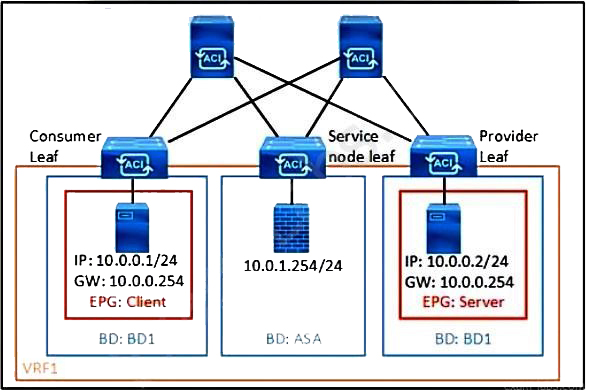 ACI
ACI
Consumer
Leaf
ACI
ACI
Service
node leaf
ACI
Provider
Leaf
IP: 10.0.0.1/24
GW: 10.0.0.254
EPG: Client
BD: BD1
10.0.1.254/24
BD: ASA
IP: 10.0.0.2/24
GW: 10.0.0.254
EPG: Server
BD: BD1
VRF1